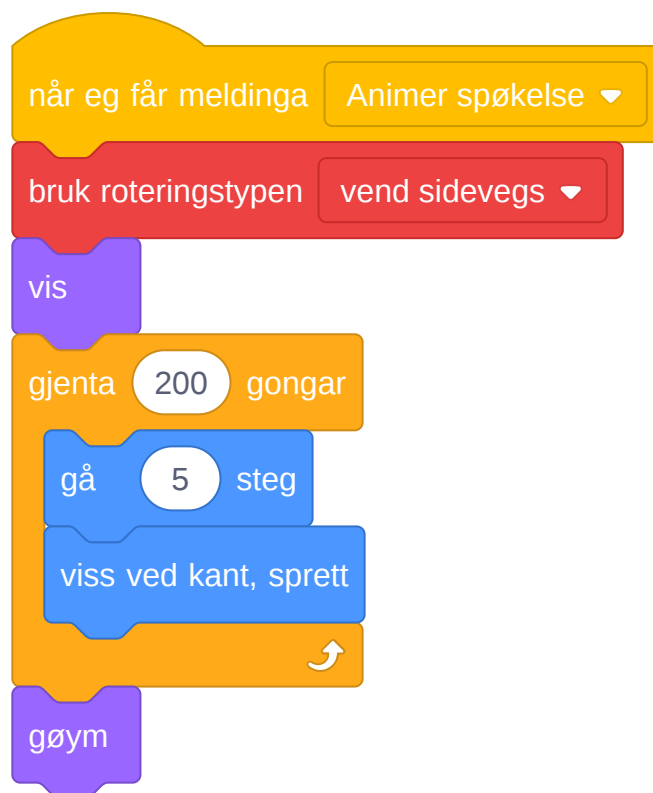 når eg får meldinga Animer spøkelse
bruk roteringstypen vend sidevegs
vis
gjenta 200 gongar
gå 5 steg
viss ved kant, sprett
gøym